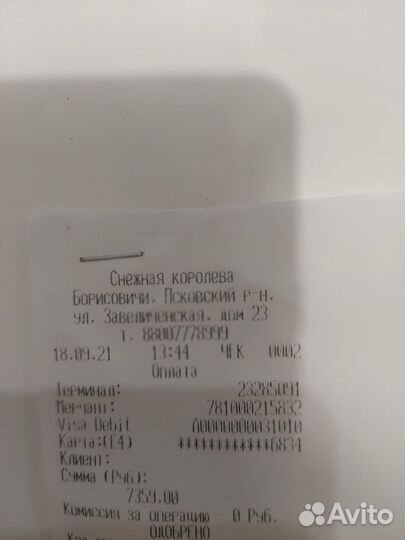 Снежная королева
Борисовичи, Псковский р-н.
ул. Завеличенская, дом 23
т. 88007778999
18.09.21 13:44 ЧЕК 0002
Оплата
Терминал: 23285091
Мерчант: 781000215832
Visa Debit A0000000031010
Карта:(E4) ************6834
Клиент:
Сумма (Руб):
7359.00
Комиссия за операцию - 0 Руб.
ОДОБРЕНО
Avito